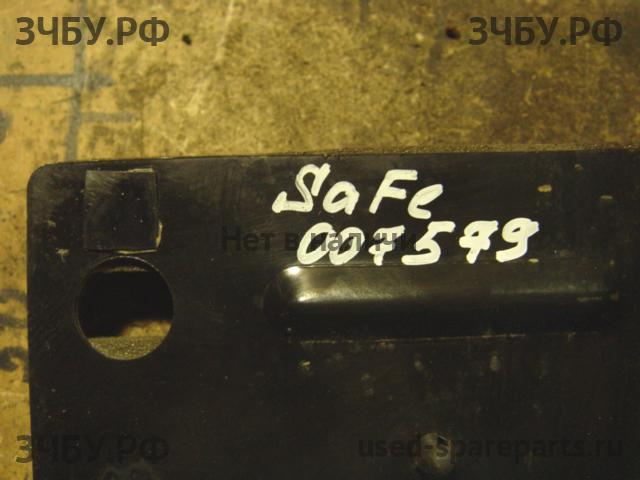 ЗЧБУ.РФ ЗЧБУ.РФ
SaFe
Нет в наличии
007579
ЗЧБУ.РФ used-spareparts.ru